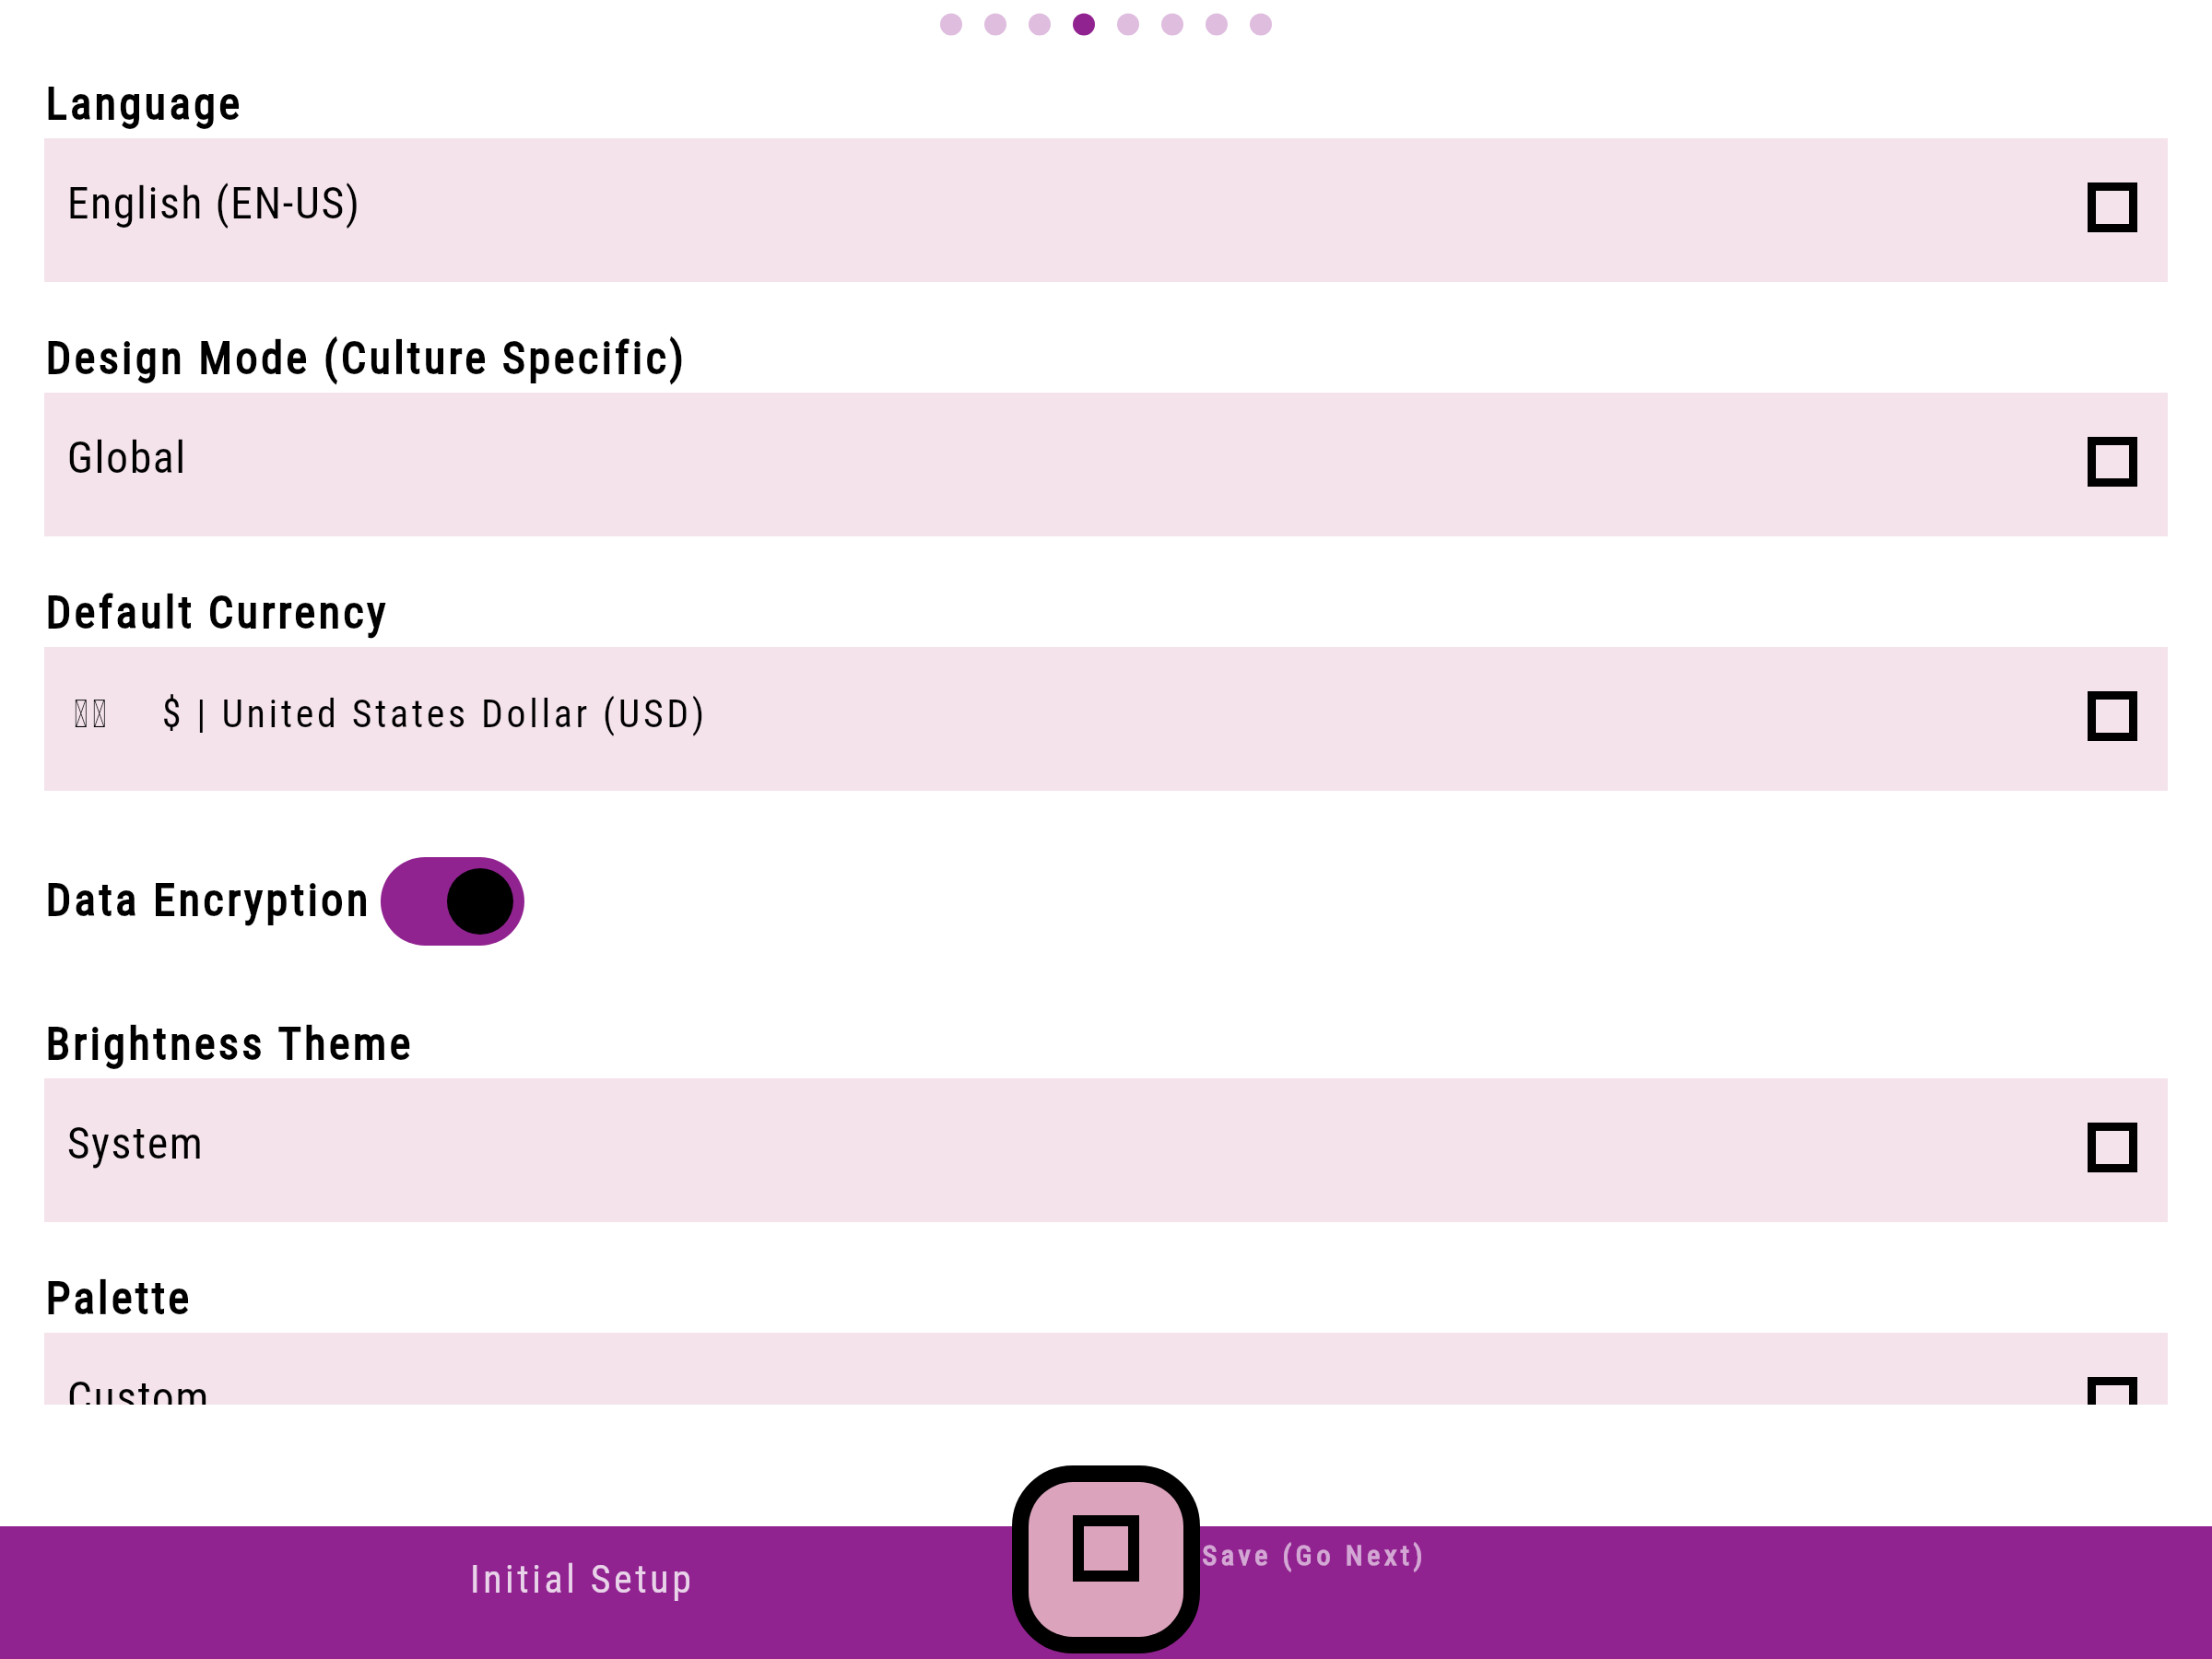 Language
English (EN-US)
Design Mode (Culture Specific)
Global
Default Currency
$ | United States Dollar (USD)
Data Encryption
Brightness Theme
System
Palette
Custom
Initial Setup
Save (Go Next)